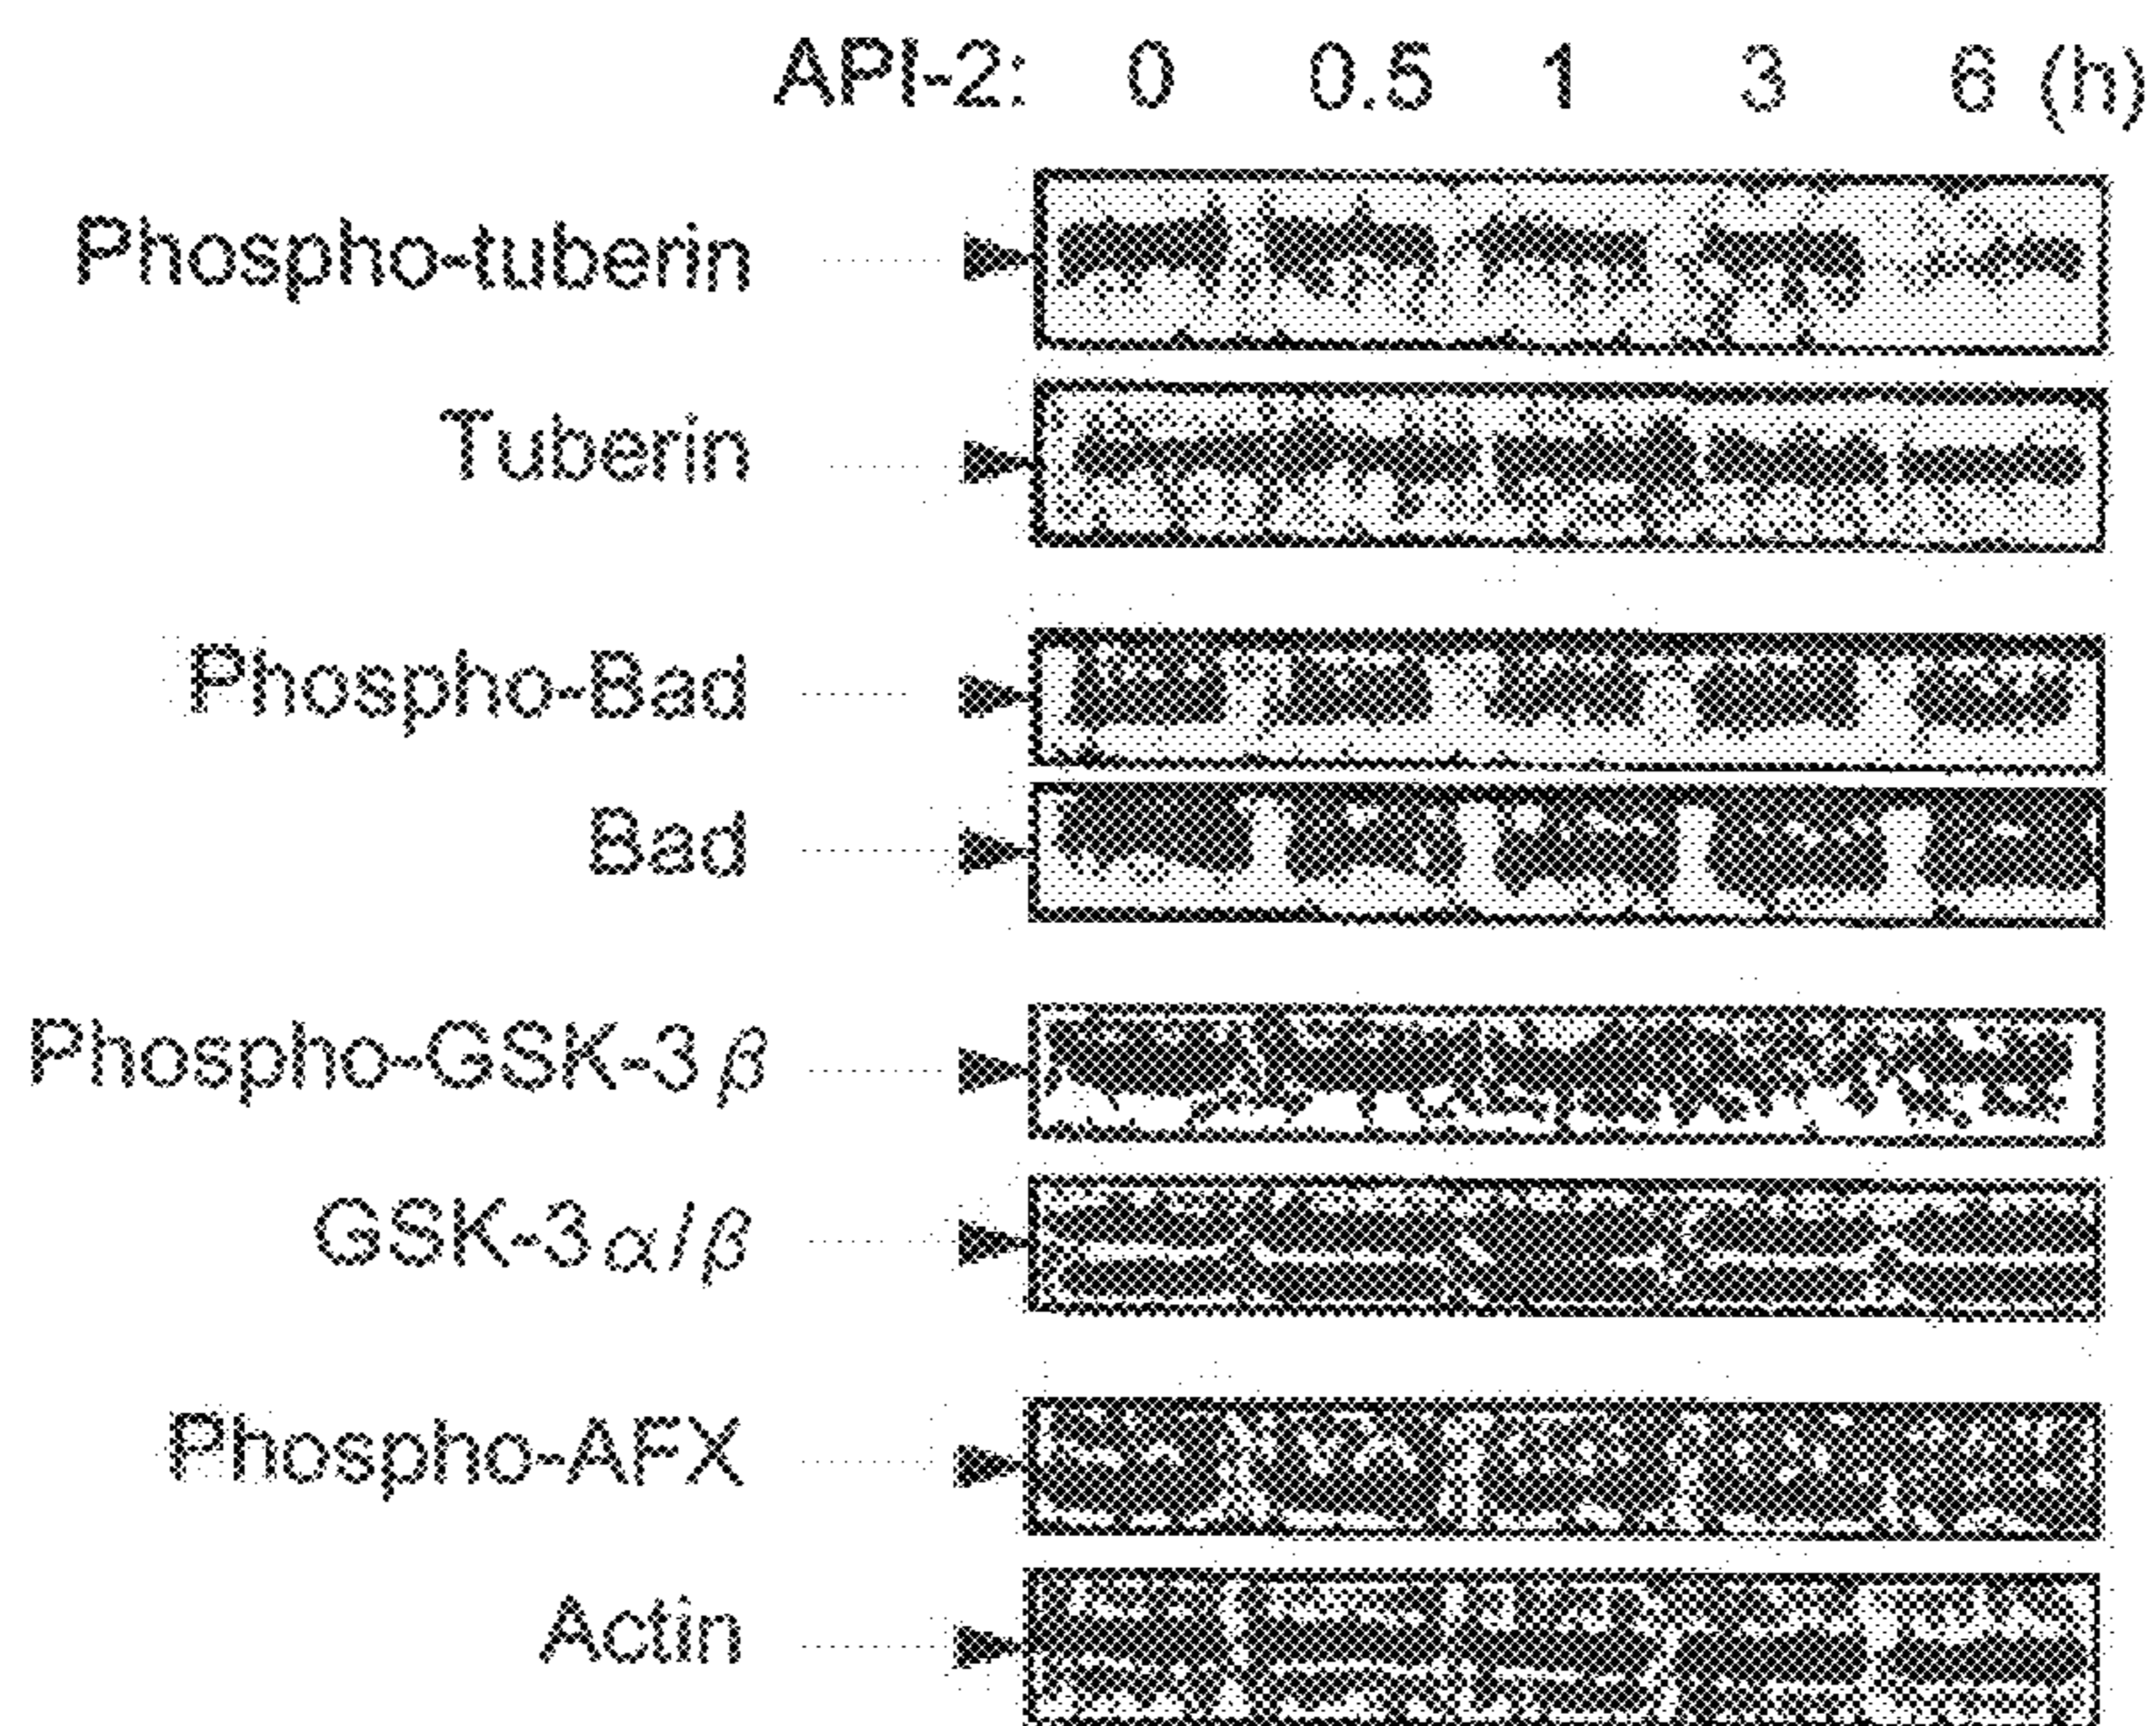 API-2: 0 0.5 1 3 6 (h)
Phospho-tuberin
Tuberin
Phospho-Bad
Bad
Phospho-GSK-3β
GSK-3α/β
Phospho-AFX
Actin